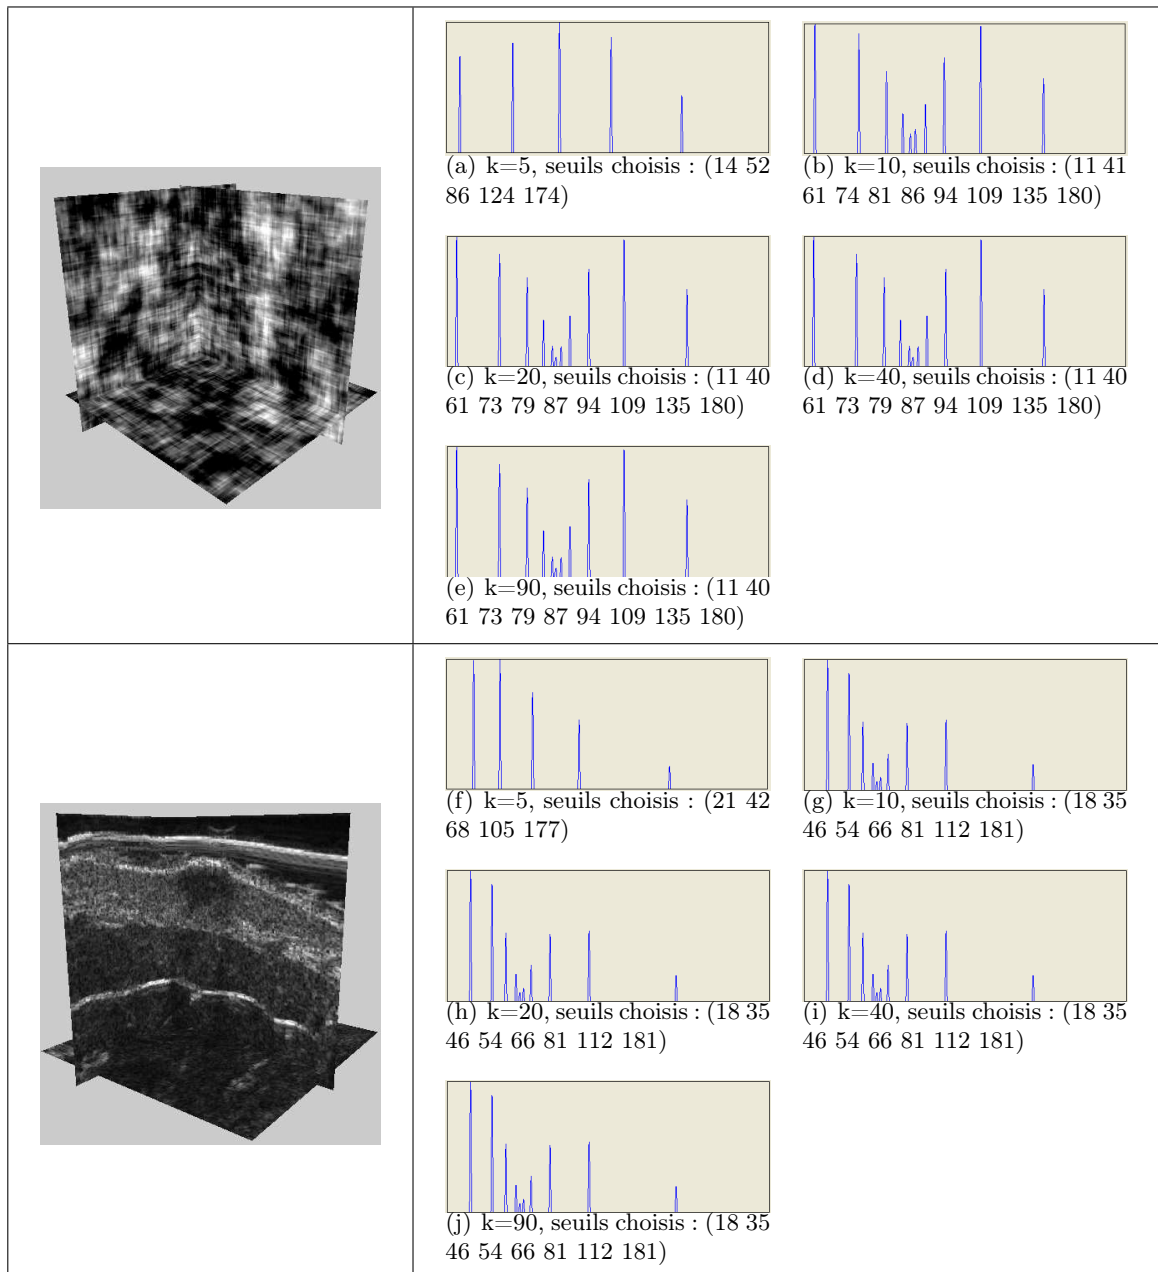 (a) k=5, seuils choisis : (14 52
86 124 174)
(b) k=10, seuils choisis : (11 41
61 74 81 86 94 109 135 180)
(c) k=20, seuils choisis : (11 40
61 73 79 87 94 109 135 180)
(d) k=40, seuils choisis : (11 40
61 73 79 87 94 109 135 180)
(e) k=90, seuils choisis : (11 40
61 73 79 87 94 109 135 180)
(f) k=5, seuils choisis : (21 42
68 105 177)
(g) k=10, seuils choisis : (18 35
46 54 66 81 112 181)
(h) k=20, seuils choisis : (18 35
46 54 66 81 112 181)
(i) k=40, seuils choisis : (18 35
46 54 66 81 112 181)
(j) k=90, seuils choisis : (18 35
46 54 66 81 112 181)